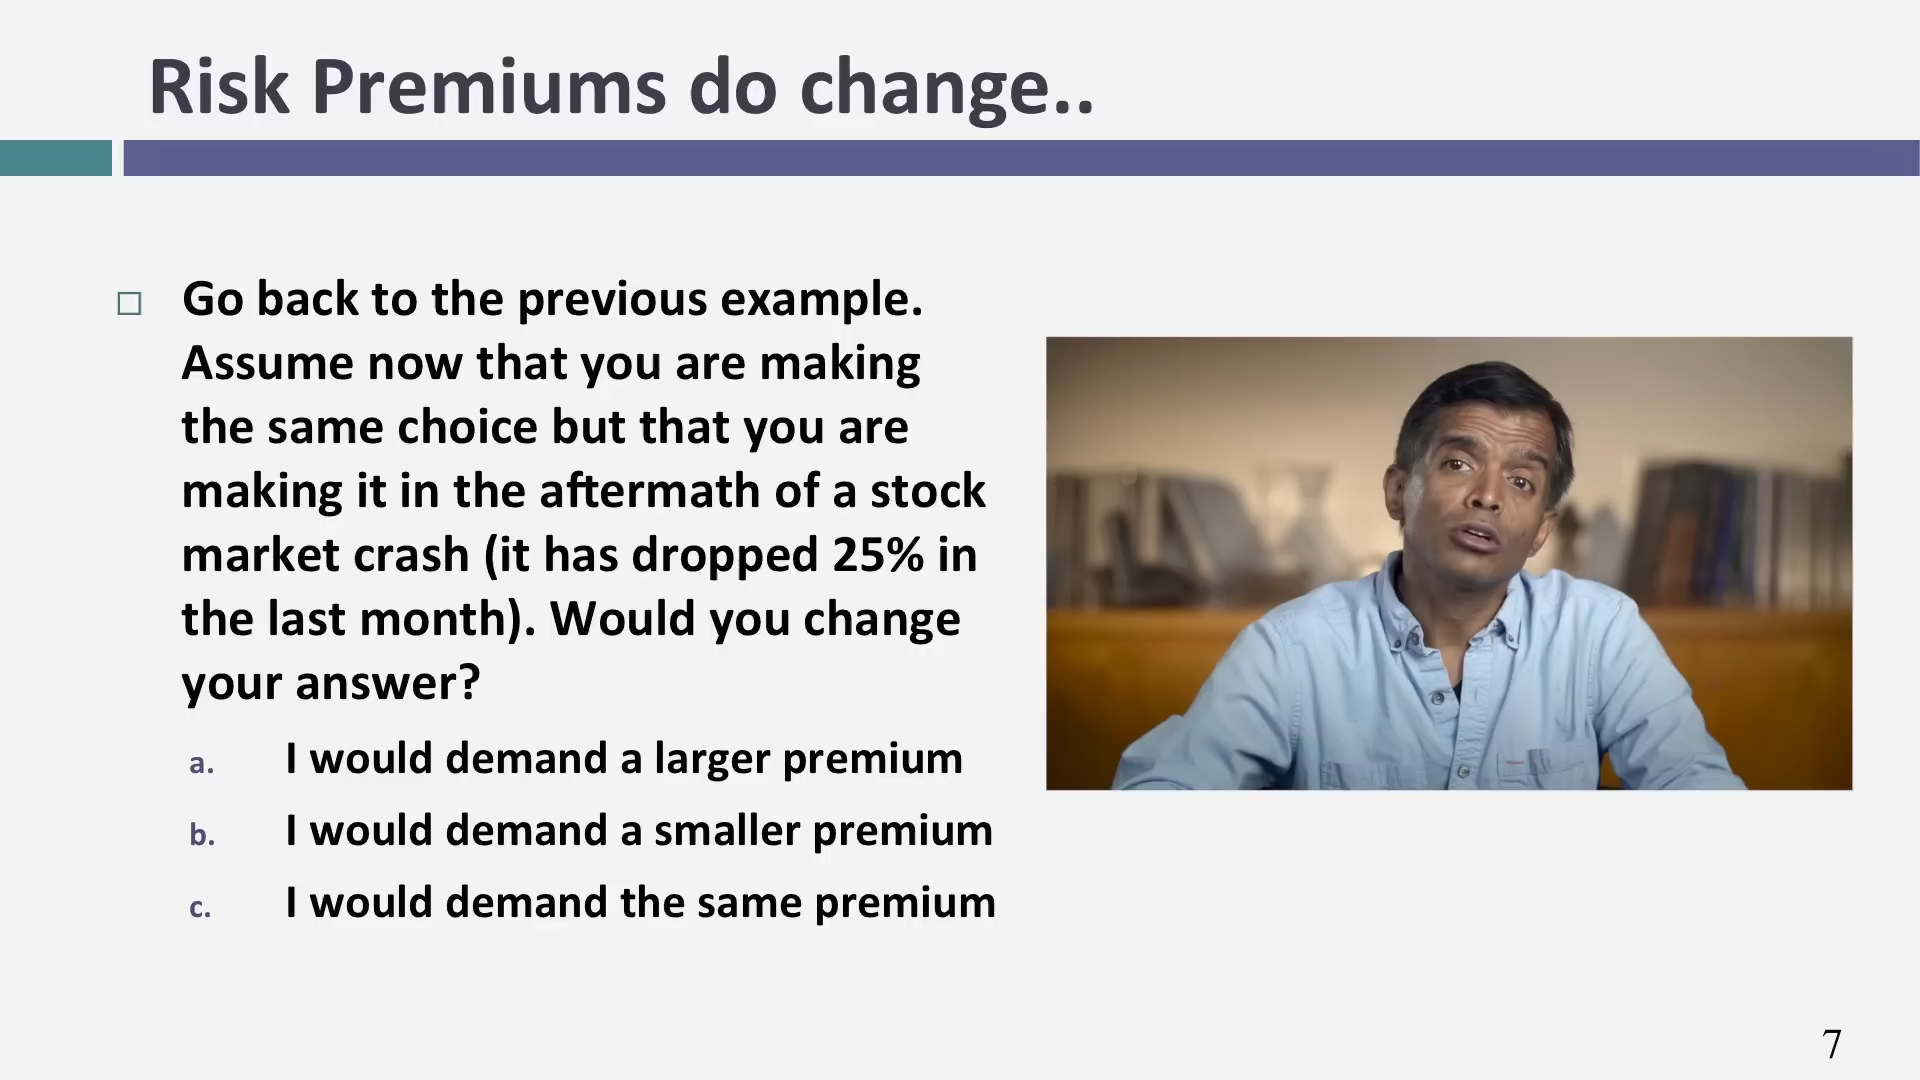 Risk Premiums do change..
Go back to the previous example.
Assume now that you are making
the same choice but that you are
making it in the aftermath of a stock
market crash (it has dropped 25% in
the last month). Would you change
your answer?
a. I would demand a larger premium
b. I would demand a smaller premium
c. I would demand the same premium
7